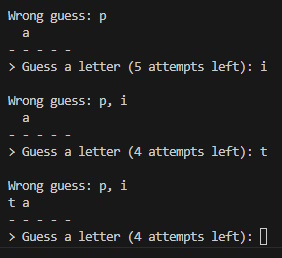 Wrong guess: p
  a
- - - - -
> Guess a letter (5 attempts left): i

Wrong guess: p, i
  a
- - - - -
> Guess a letter (4 attempts left): t

Wrong guess: p, i
t a
- - - - -
> Guess a letter (4 attempts left):